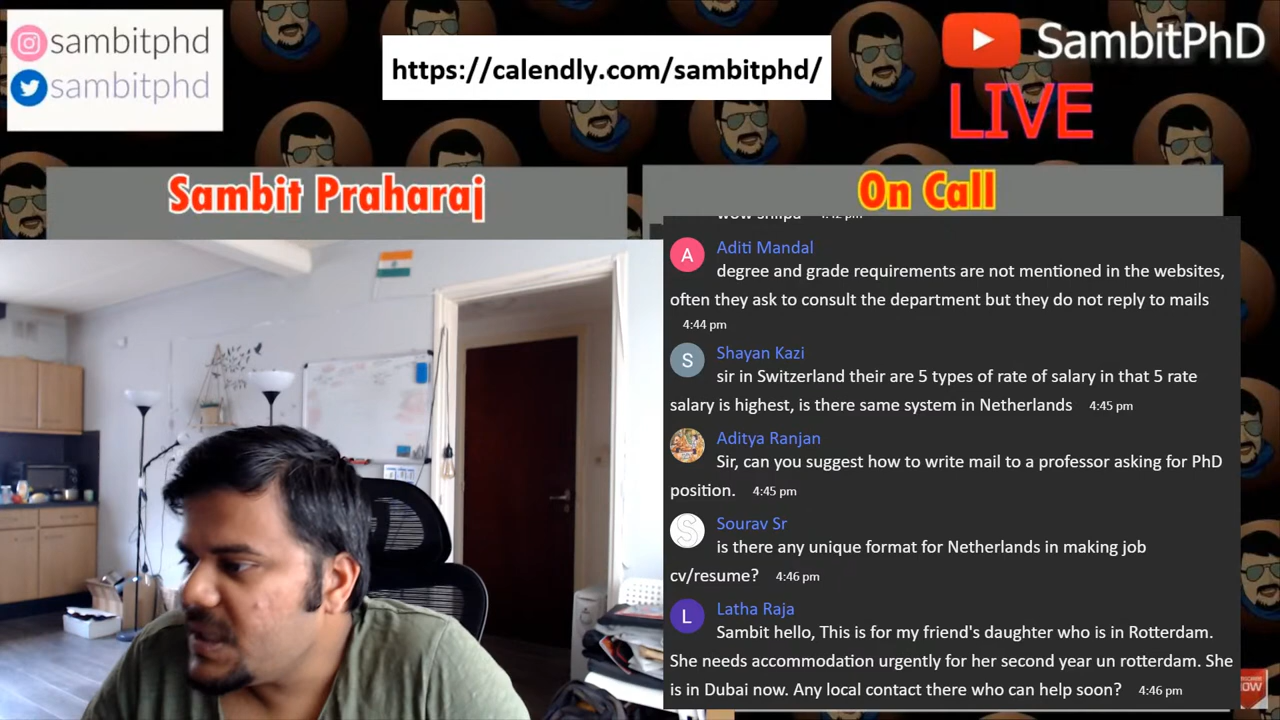 sambitphd
sambitphd
https://calendly.com/sambitphd/
SambitPhD
LIVE
Sambit Praharaj
On Call
A
Aditi Mandal
degree and grade requirements are not mentioned in the websites,
often they ask to consult the department but they do not reply to mails
4:44 pm
S
Shayan Kazi
sir in Switzerland their are 5 types of rate of salary in that 5 rate
salary is highest, is there same system in Netherlands 4:45 pm
Aditya Ranjan
Sir, can you suggest how to write mail to a professor asking for PhD
position. 4:45 pm
S
Sourav Sr
is there any unique format for Netherlands in making job
cv/resume? 4:46 pm
L
Latha Raja
Sambit hello, This is for my friend's daughter who is in Rotterdam.
She needs accommodation urgently for her second year un rotterdam. She
is in Dubai now. Any local contact there who can help soon? 4:46 pm